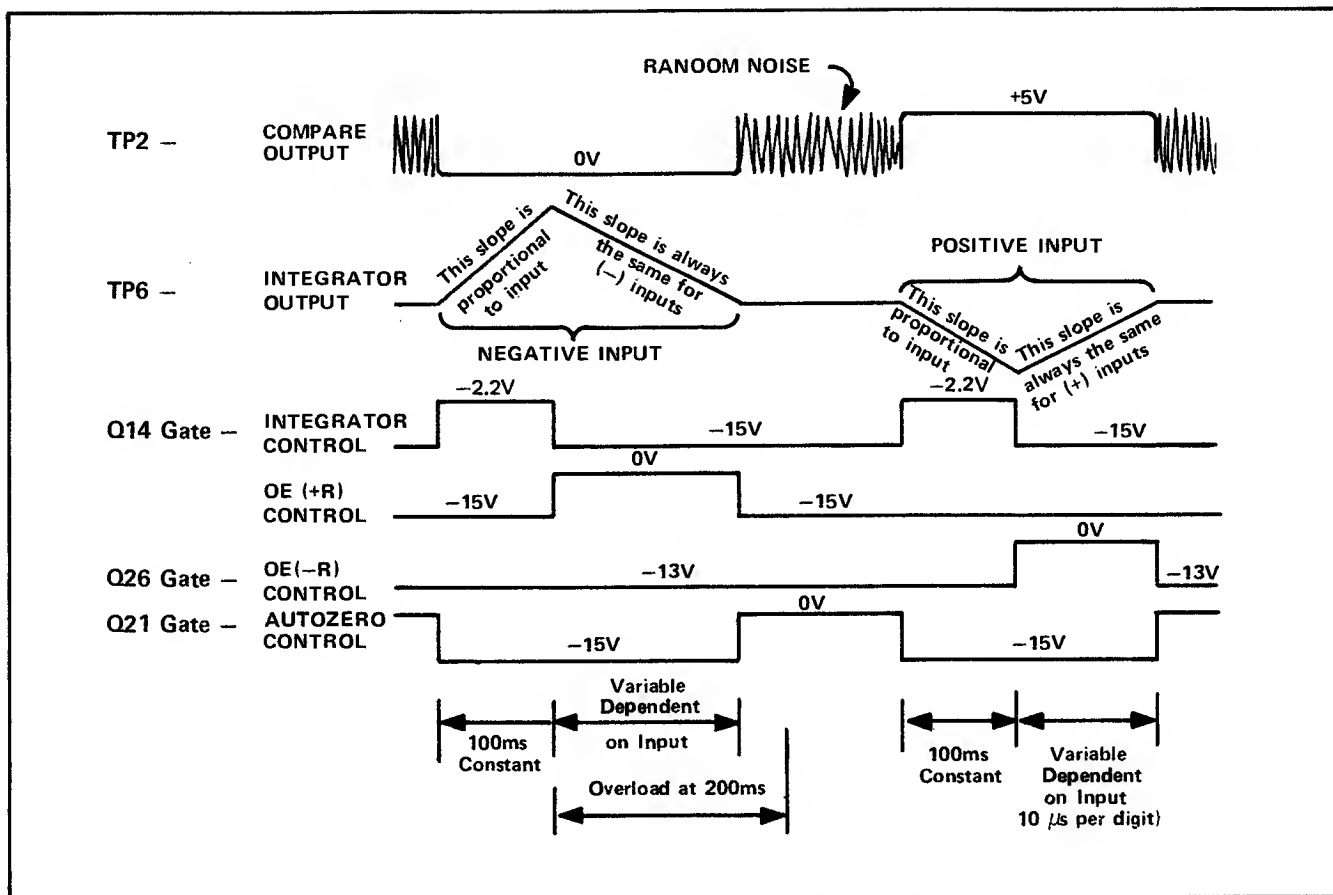 RANOOM NOISE
+5V
TP2 –
COMPARE
OUTPUT
0V
This slope is
proportional
to input
This slope is always
the same for
(–) inputs
POSITIVE INPUT
TP6 –
INTEGRATOR
OUTPUT
This slope is
proportional
to input
This slope is
always the same
for (+) inputs
NEGATIVE INPUT
–2.2V
–2.2V
Q14 Gate –
INTEGRATOR
CONTROL
–15V
–15V
0V
OE (+R)
CONTROL
–15V
–15V
0V
Q26 Gate –
OE(–R)
CONTROL
–13V
–13V
Q21 Gate –
AUTOZERO
CONTROL
0V
–15V
–15V
Variable
Dependent
on Input
100ms
Constant
100ms
Constant
Variable
Dependent
on Input
10 μs per digit)
Overload at 200ms